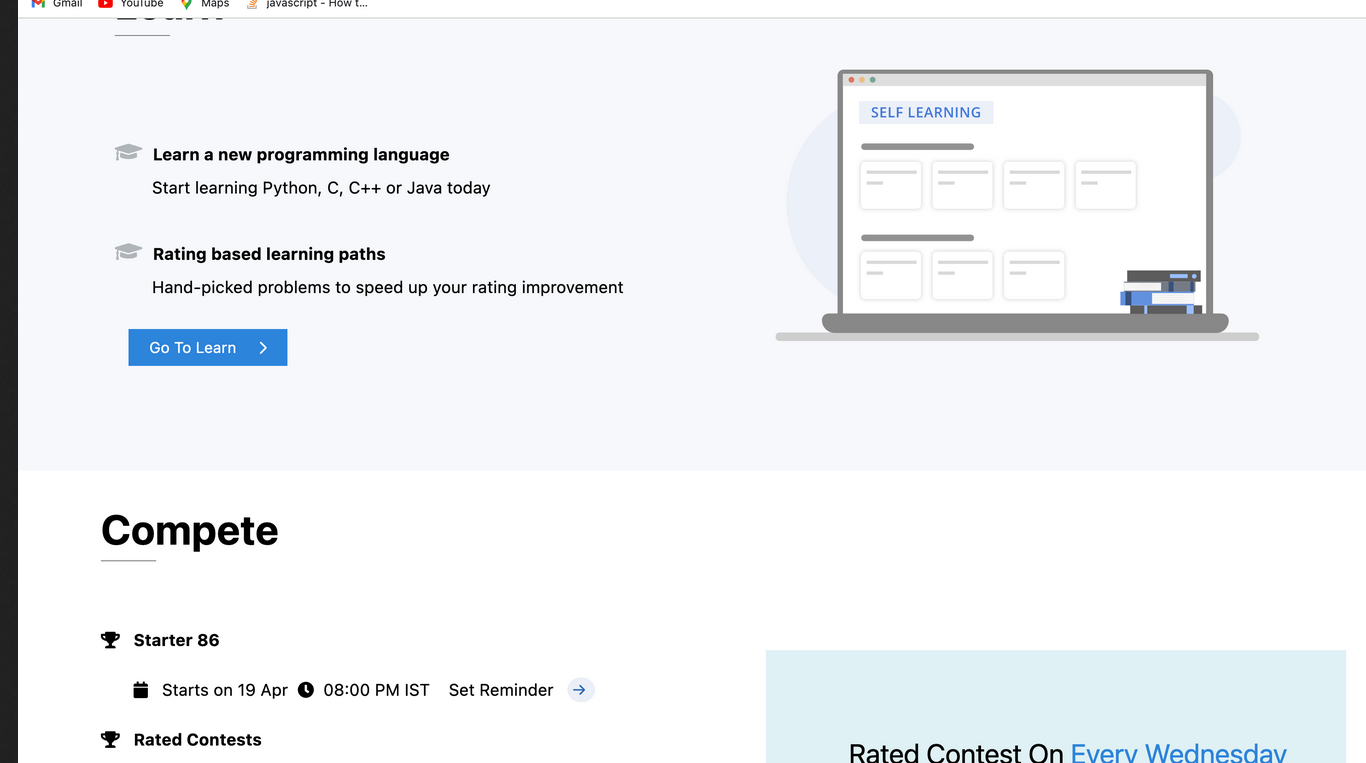 Gmail YouTube Maps javascript - How t...
Learn
SELF LEARNING
Learn a new programming language
Start learning Python, C, C++ or Java today
Rating based learning paths
Hand-picked problems to speed up your rating improvement
Go To Learn
Compete
Starter 86
Starts on 19 Apr 08:00 PM IST Set Reminder
Rated Contests
Rated Contest On Every Wednesday